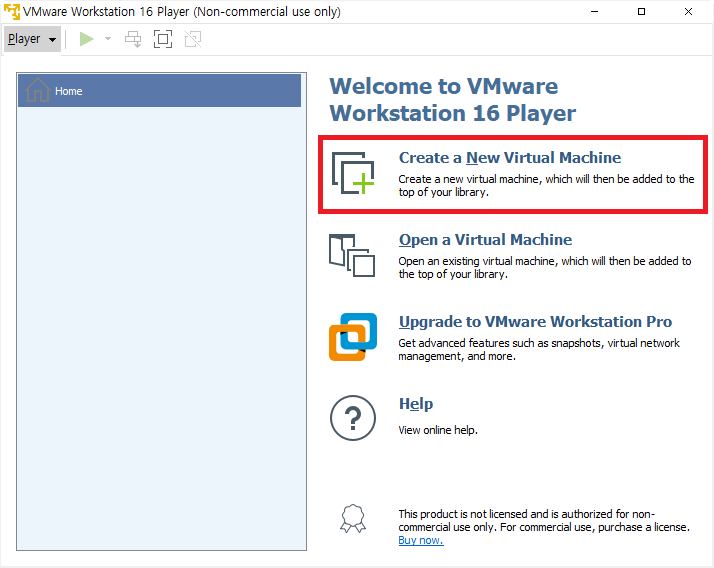 VMware Workstation 16 Player (Non-commercial use only)
Player
Home
Welcome to VMware
Workstation 16 Player
Create a New Virtual Machine
Create a new virtual machine, which will then be added to the
top of your library.
Open a Virtual Machine
Open an existing virtual machine, which will then be added to
the top of your library.
Upgrade to VMware Workstation Pro
Get advanced features such as snapshots, virtual network
management, and more.
Help
View online help.
This product is not licensed and is authorized for non-
commercial use only. For commercial use, purchase a license.
Buy now.